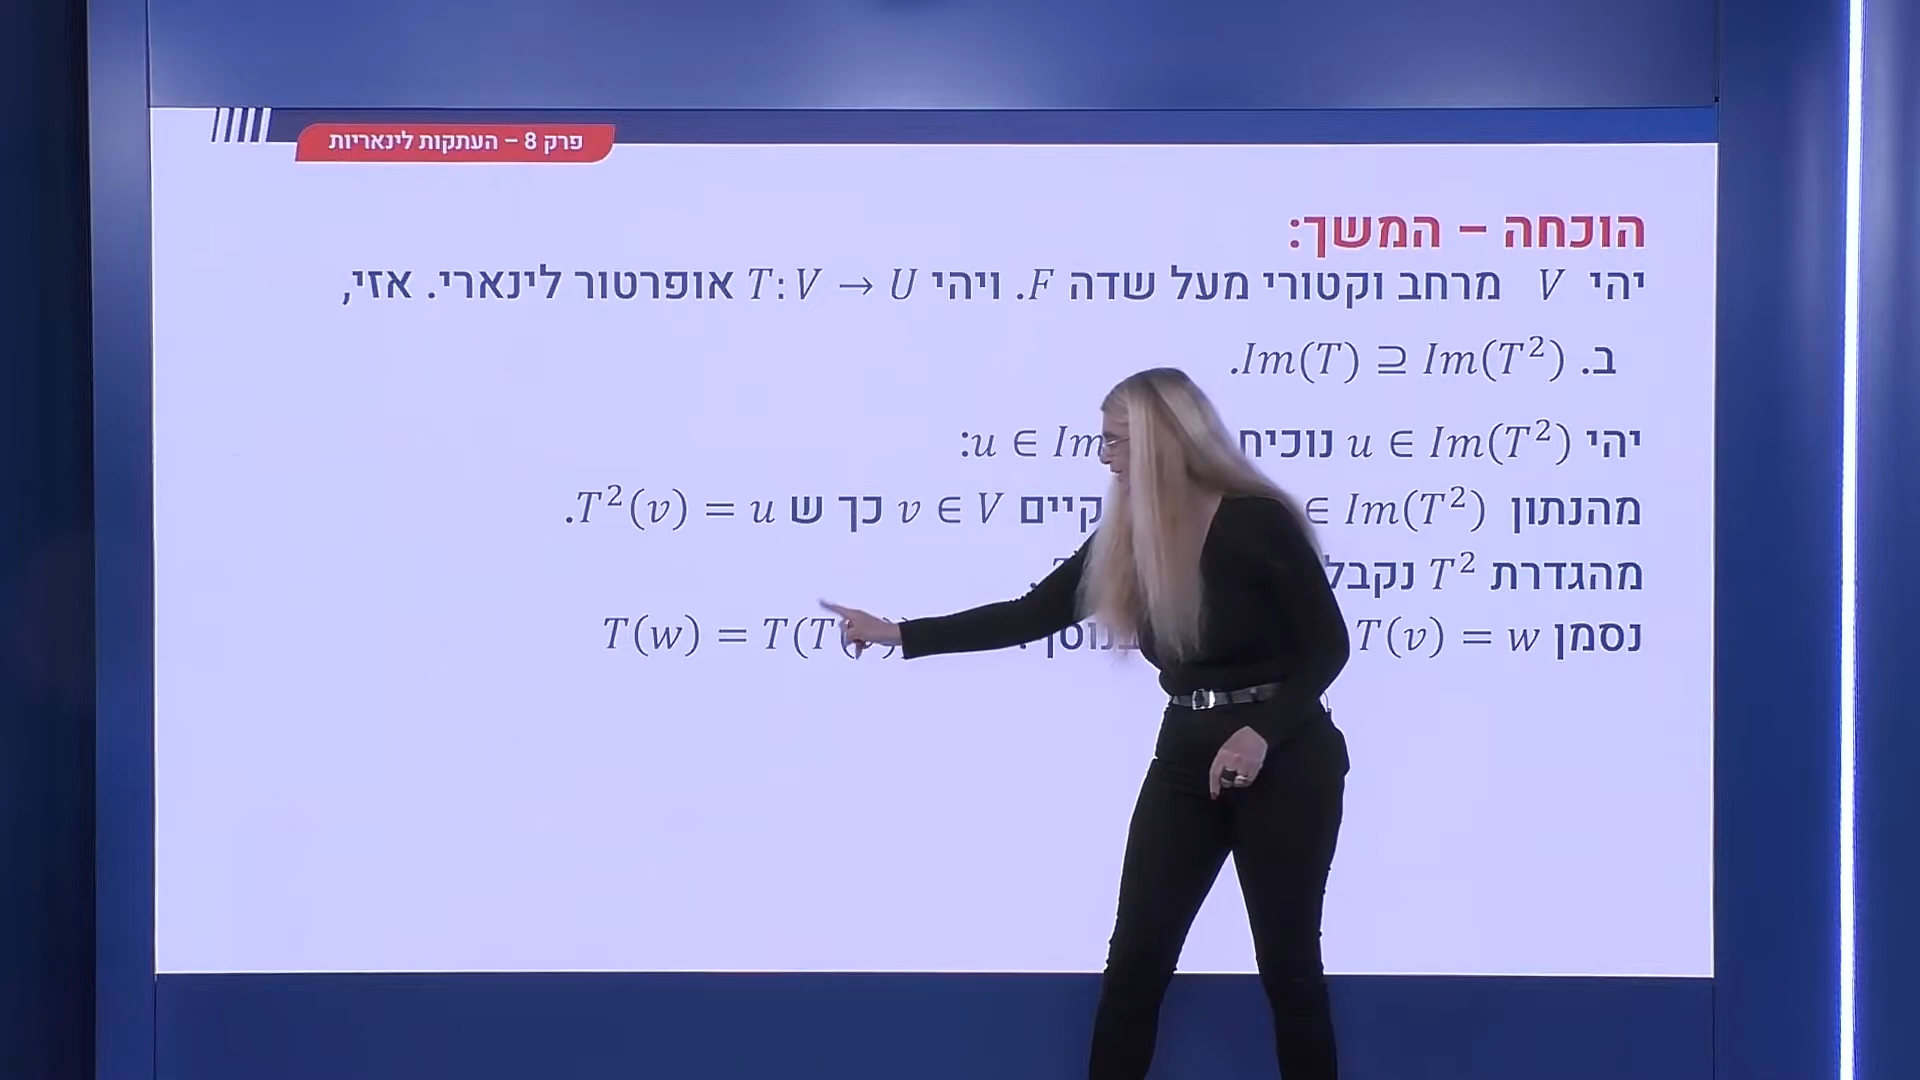 פרק 8 – העתקות לינאריות
הוכחה – המשך:
יהי V מרחב וקטורי מעל שדה F. ויהי T: V → U אופרטור לינארי. אזי,
ב. Im(T) ⊇ Im(T²).
יהי u ∈ Im(T²) נוכיח u ∈ Im:
מהנתון ∈ Im(T²) קיים v ∈ V כך ש T²(v) = u.
מהגדרת T² נקבל
נסמן T(v) = w בנוסף T(w) = T(T(v))